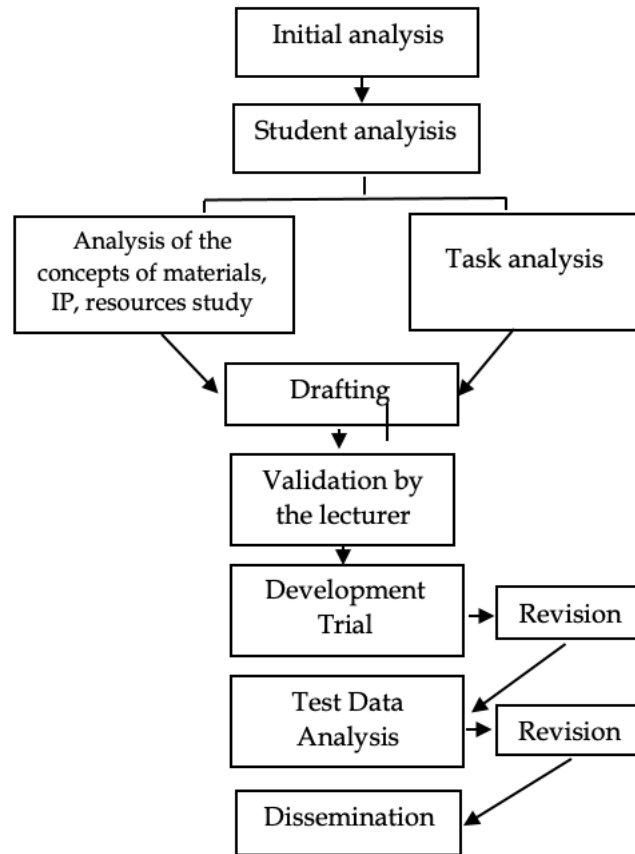 Initial analysis
Student analyisis
Analysis of the
concepts of materials,
IP, resources study
Task analysis
Drafting
Validation by
the lecturer
Development
Trial
Revision
Test Data
Analysis
Revision
Dissemination